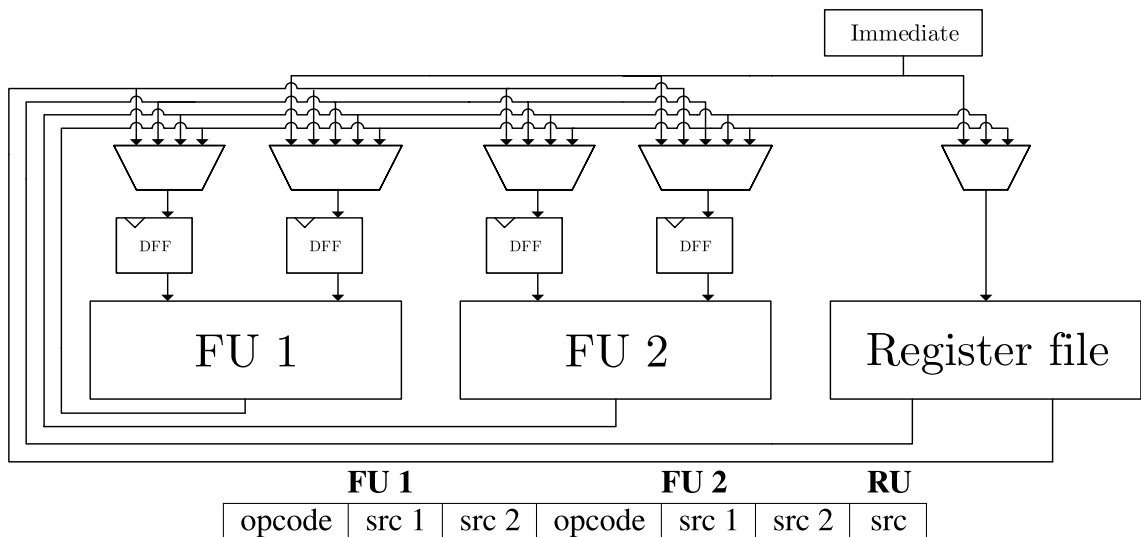 Immediate
DFF DFF DFF DFF
FU 1 FU 2 Register file
FU 1 FU 2 RU
opcode src 1 src 2 opcode src 1 src 2 src